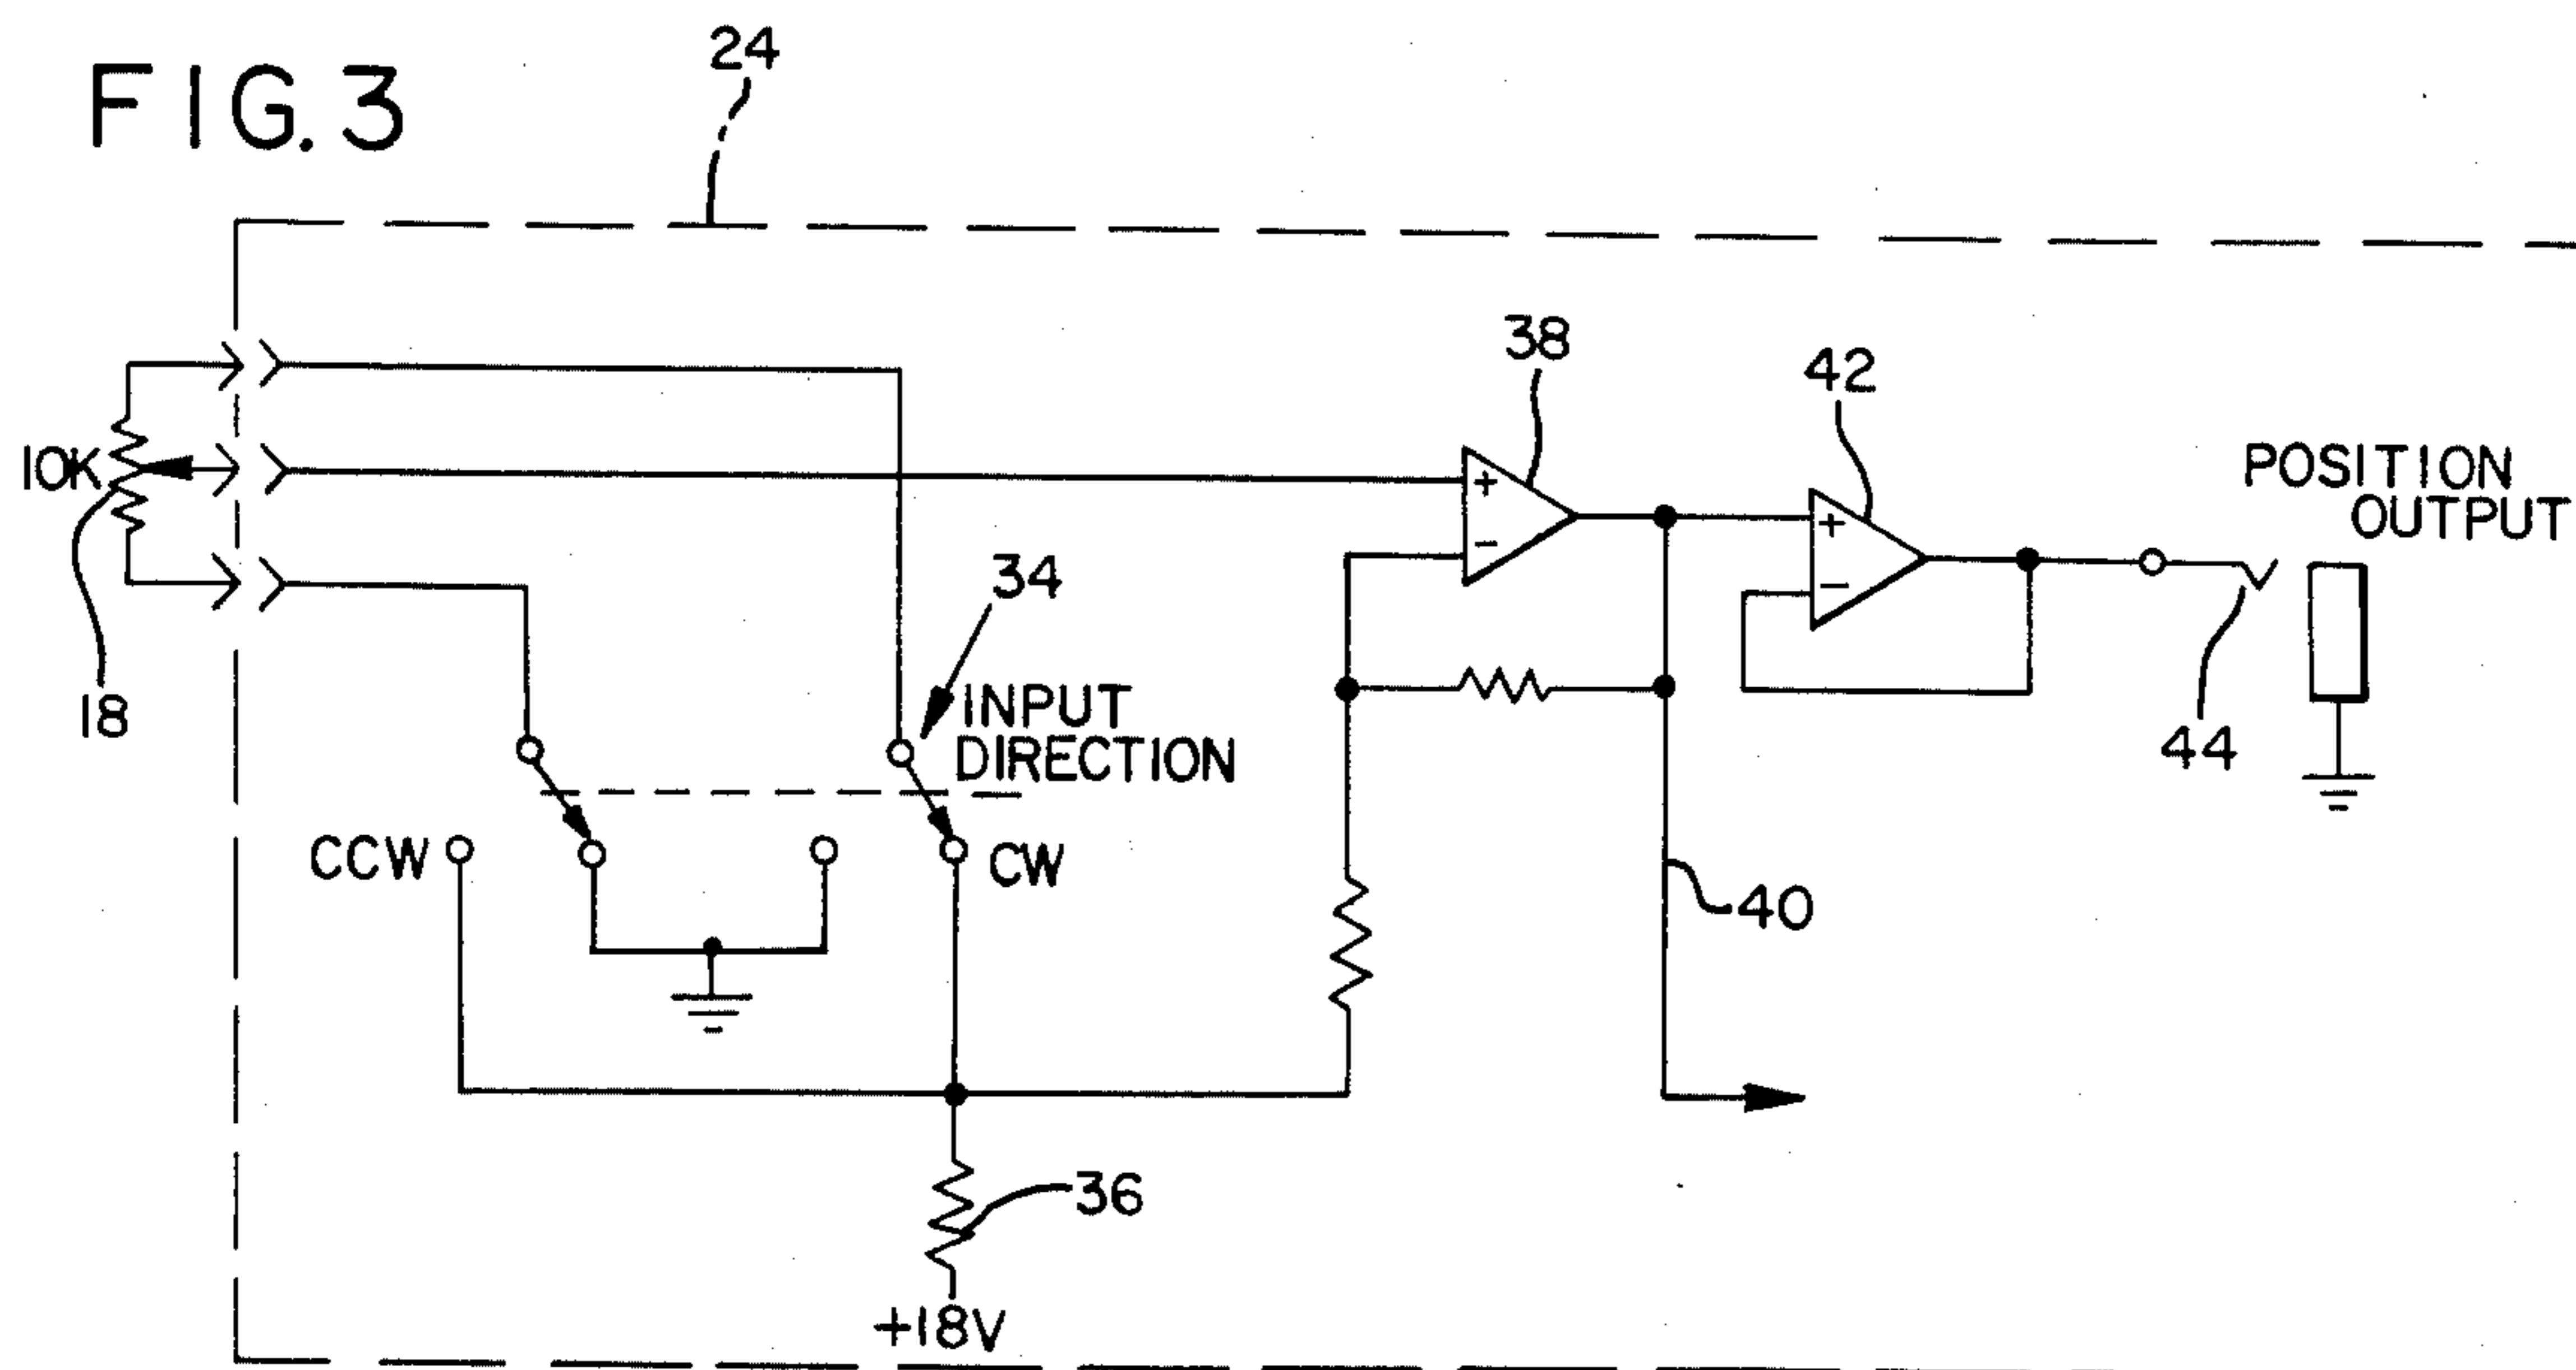 FIG. 3
24
38
42
POSITION
OUTPUT
10K
34
INPUT
DIRECTION
18
44
CCW
CW
40
36
+18V
+
-
+
-